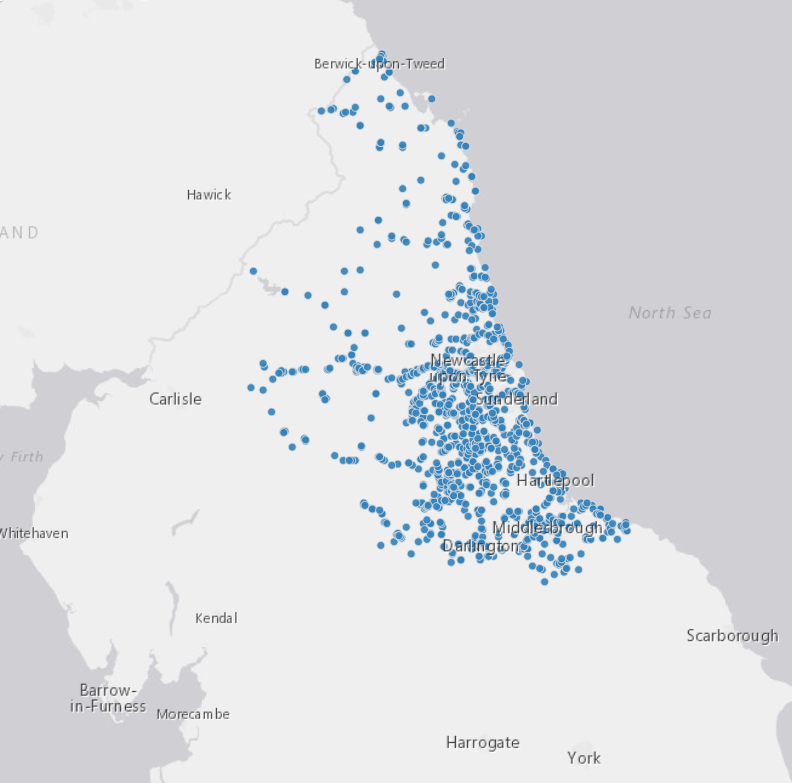 Berwick-upon-Tweed
Hawick
AND
North Sea
Newcastle
upon Tyne
Carlisle
Sunderland
Firth
Hartlepool
Whitehaven
Middlesbrough
Darlington
Kendal
Scarborough
Barrow-
in-Furness
Morecambe
Harrogate
York